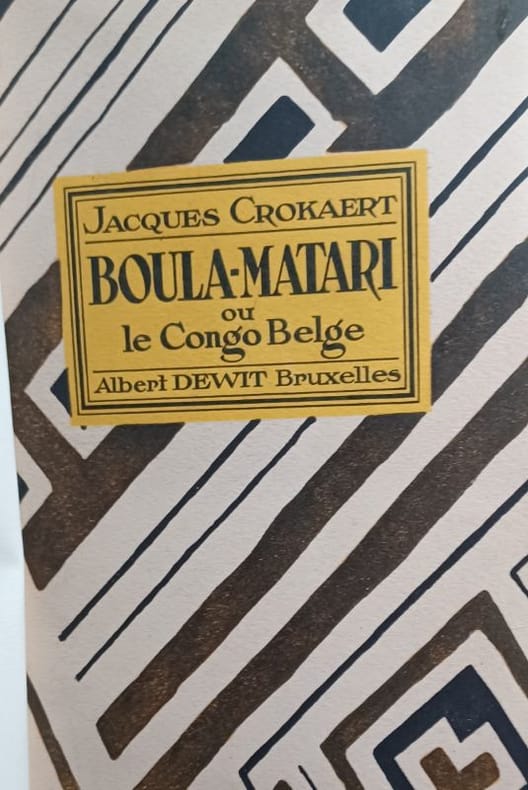 JACQUES CROKAERT
BOULA-MATARI
ou
le Congo Belge
Albert DEWIT Bruxelles